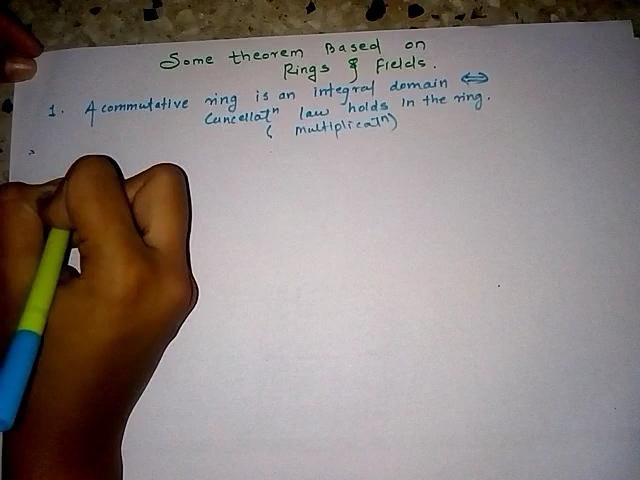 Some theorem Based on
Rings & fields.
1. A commutative ring is an integral domain ⇔
Cancellatⁿ law holds in the ring.
( multiplicatⁿ)